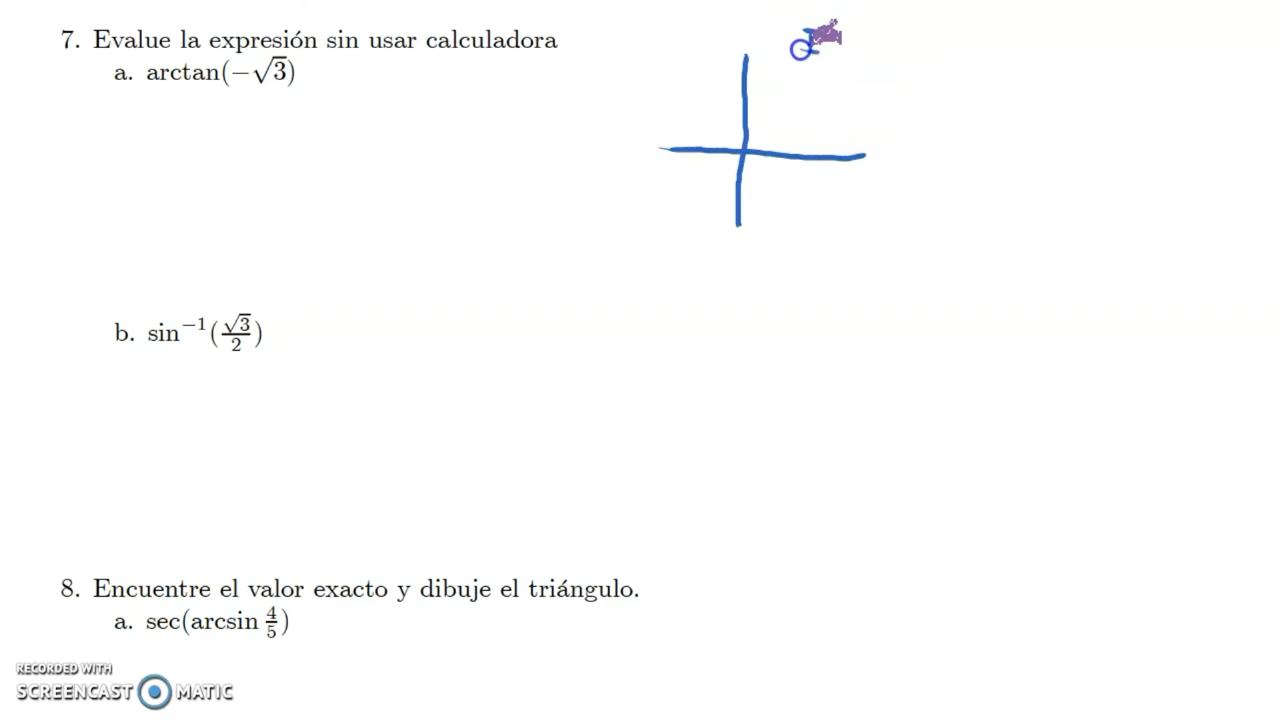 7. Evalue la expresión sin usar calculadora
a. arctan(−√3)
b. sin⁻¹(√3/2)
8. Encuentre el valor exacto y dibuje el triángulo.
a. sec(arcsin 4/5)
RECORDED WITH
SCREENCAST MATIC